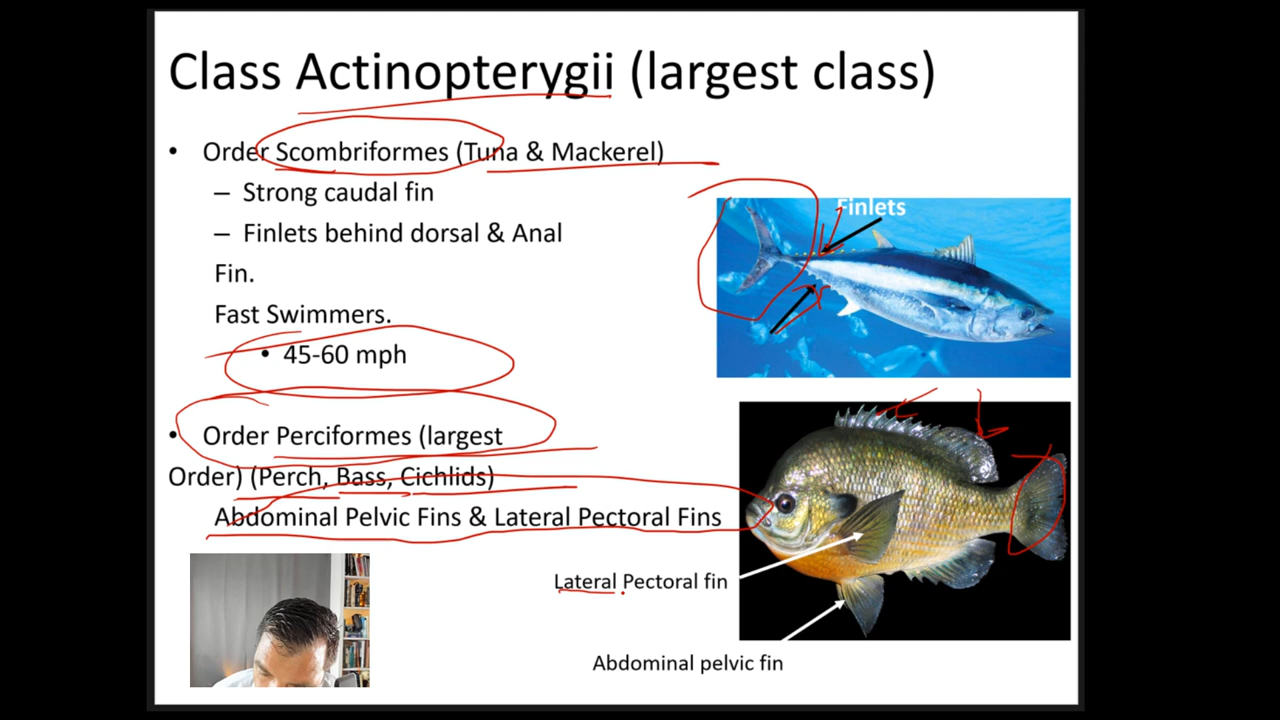 Class Actinopterygii (largest class)
• Order Scombriformes (Tuna & Mackerel)
– Strong caudal fin
– Finlets behind dorsal & Anal
Fin.
Fast Swimmers.
• 45-60 mph
• Order Perciformes (largest
Order) (Perch, Bass, Cichlids)
Abdominal Pelvic Fins & Lateral Pectoral Fins
Finlets
Lateral Pectoral fin
Abdominal pelvic fin